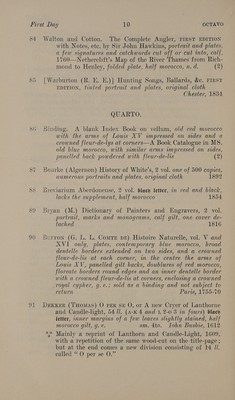 First Day 10 OCTAVO
84 Walton and Cotton. The Complete Angler, FIRST EDITION
with Notes, etc. by Sir John Hawkins, portrait and plates,
a few signatures and catchwords cut off or cut into, calf,
1760—Netherclift's Map of the River Thames from Rich-
mond to Henley, folded plate, half morocco, n. d. (2)
85 [Warburton (R. E. E.)] Hunting Songs, Ballards, &c. FIRST
EDITION, tinted portrait and plates, original cloth
Chester, 1834
QUARTO.
86 Binding. A blank Index Book on vellum, old red morocco
with the arms of Louis XV impressed on sides and a
crowned fleur-de-lys at corners—A Book Catalogue in MS.
old blue morocco, with similar arms impressed on sides,
panelled back powdered with fleur-de-lis (2)
87 Bourke (Algernon) History of White's, 2 vol. one of 500 copies,
numerous portraits and plates, original cloth 1892
88 Breviarium Aberdonense, 2 vol. black letter, in red and black,
lacks the supplement, half morocco 1854
89 Bryan (M.) Dictionary of Painters and Engravers, 2 vol.
portrait, marks and monograms, calf gilt, one cover de-
tached 1816
90 BUFFON (G. L. L. COMTE DE) Histoire Naturelle, vol. V and
XVI only, plates, contemporary blue morocco, broad
dentelle borders extended on two sides, and a crowned
fleur-de-lis at each corner, in the centre the arms of
Louis XV, panelled gilt backs, doublures of red morocco,
floreate borders round edges and an inner dentelle border
with a crowned fleur-de-lis at corners, enclosing a crowned
royal cypher, g. e.; sold as a binding and not subject to
return Paris, 1755-70
91 DEKKER (THOMAS) O PER SE O, or A new Cryer of Lanthorne
and Candle-light, 54 ll. (A-K 4 and L 2-O 3 in fours) black
letter, inner margins of a few leaves slightly stained, half
morocco gilt, g. e. sm. 4to. John Busbie, 1612
*** Mainly a reprint of Lanthorn and Candle-Light, 1609,
with a repetition of the same wood-cut on the title-page;
but at the end comes a new division consisting of 14 ll.
called "O per se O."